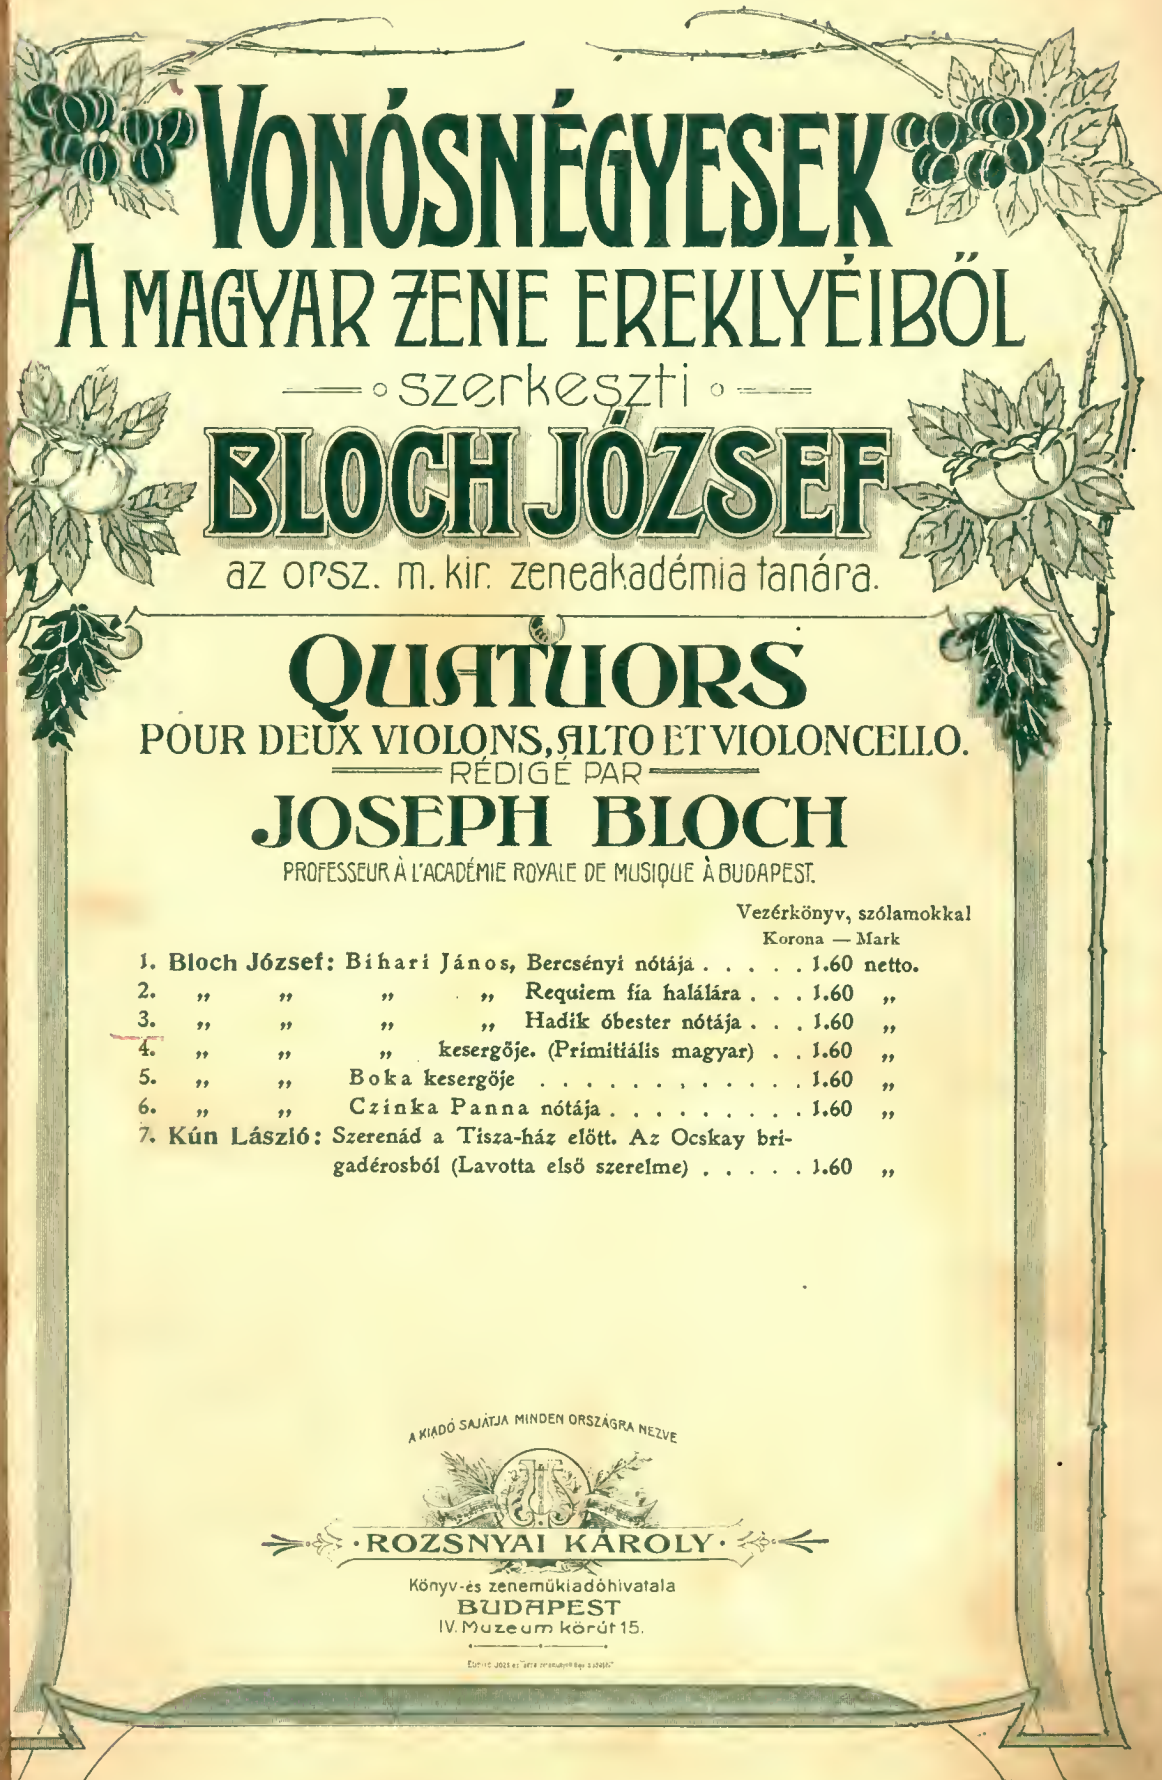 VONÓSNÉGYESEK
A MAGYAR ZENE EREKLYÉIBŐL
szerkeszti
BLOCH JÓZSEF
az orsz. m. kir. zeneakadémia tanára.
QUATUORS
POUR DEUX VIOLONS, ALTO ET VIOLONCELLO.
RÉDIGÉ PAR
JOSEPH BLOCH
PROFESSEUR À L'ACADÉMIE ROYALE DE MUSIQUE À BUDAPEST.
Vezérkönyv, szólamokkal
Korona — Mark
1. Bloch József: Bihari János, Bercsényi nótája . . . . . 1.60 netto.
2. „ „ „ „ Requiem fia halálára . . . 1.60 „
3. „ „ „ „ Hadik óbester nótája . . . 1.60 „
4. „ „ „ kesergője. (Primitiális magyar) . . 1.60 „
5. „ „ Boka kesergője . . . . . . . . . . . . 1.60 „
6. „ „ Czinka Panna nótája . . . . . . . . . 1.60 „
7. Kún László: Szerenád a Tisza-ház előtt. Az Ocskay bri-
gadérosból (Lavotta első szerelme) . . . . . 1.60 „
A KIADÓ SAJÁTJA MINDEN ORSZÁGRA NEZVE
· ROZSNYAI KÁROLY ·
Könyv-és zeneműkiadóhivatala
BUDAPEST
IV. Muzeum körút 15.